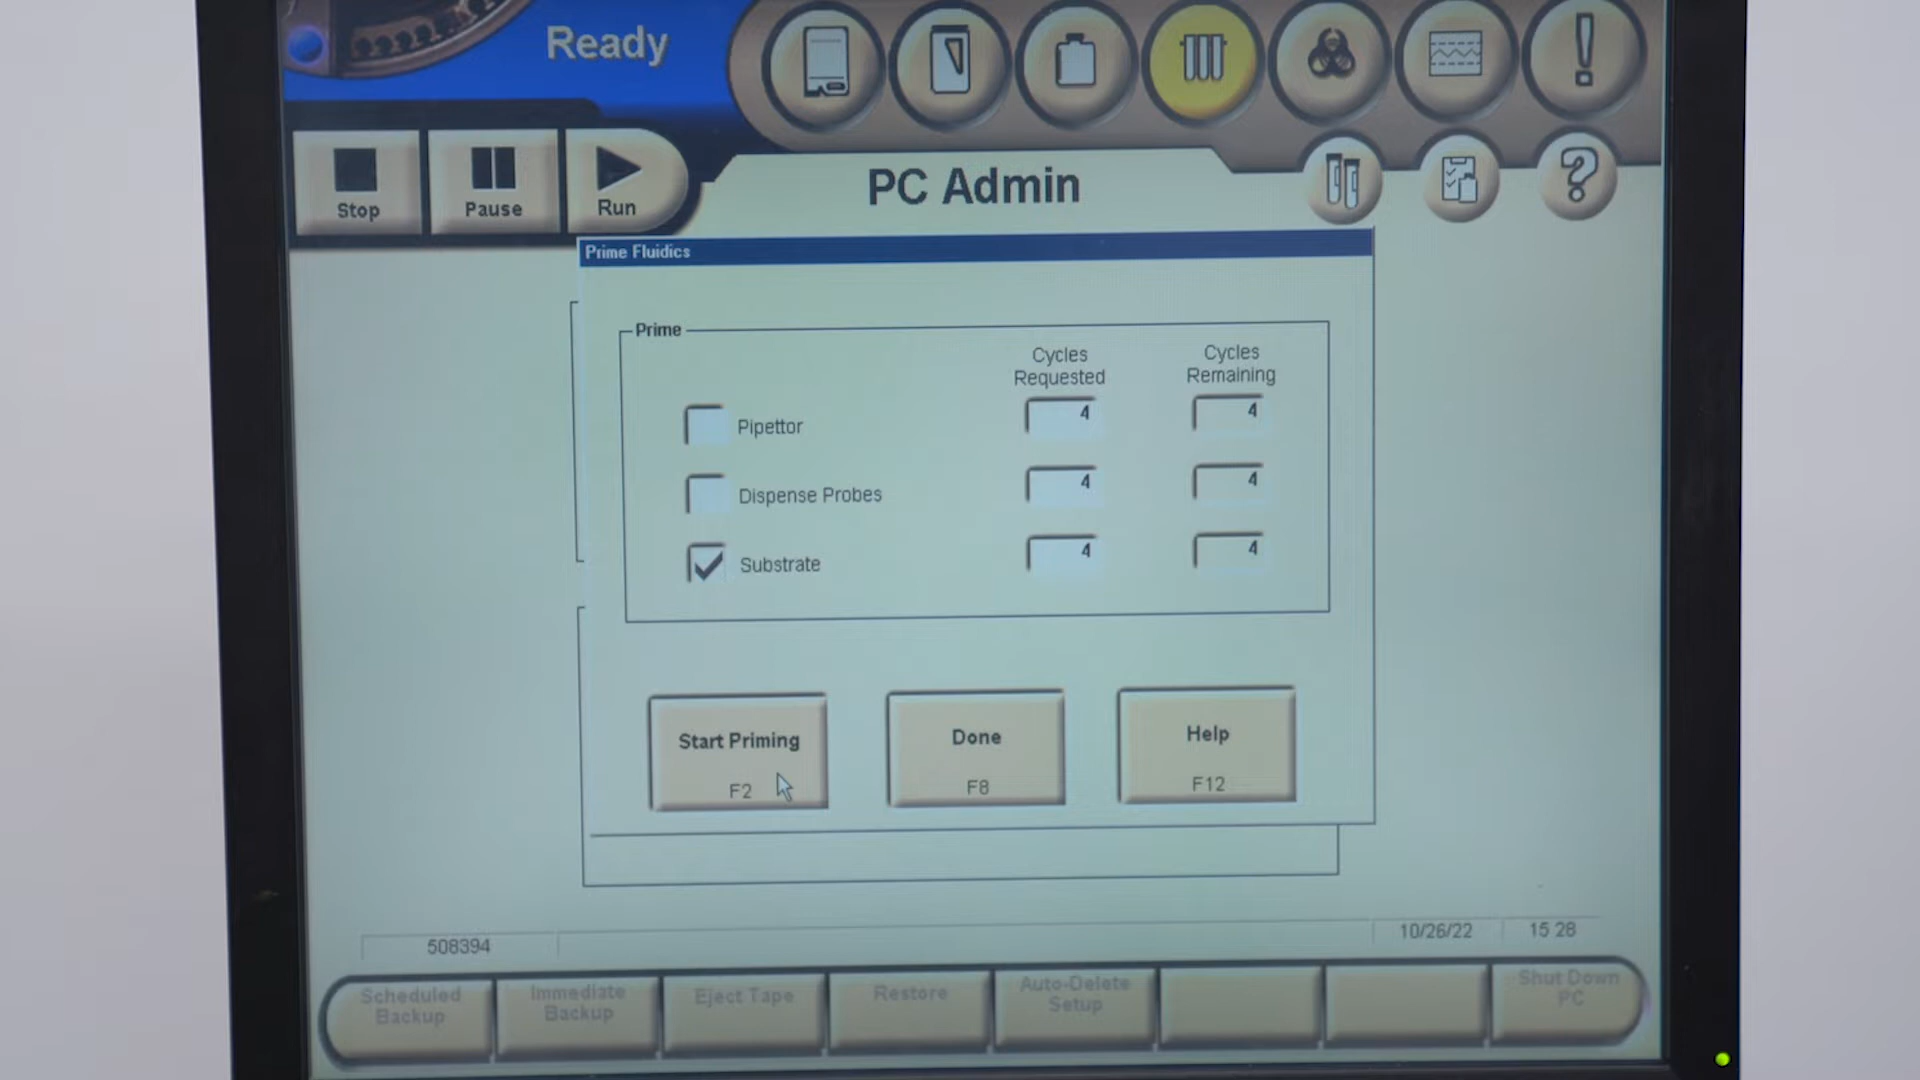 Ready
Stop
Pause
Run
PC Admin
Prime Fluidics
Prime
Cycles
Requested
Cycles
Remaining
Pipettor
4
4
Dispense Probes
4
4
Substrate
4
4
Start Priming
F2
Done
F8
Help
F12
508394
10/26/22
15 28
Scheduled
Backup
Immediate
Backup
Eject Tape
Restore
Auto-Delete
Setup
Shut Down
PC